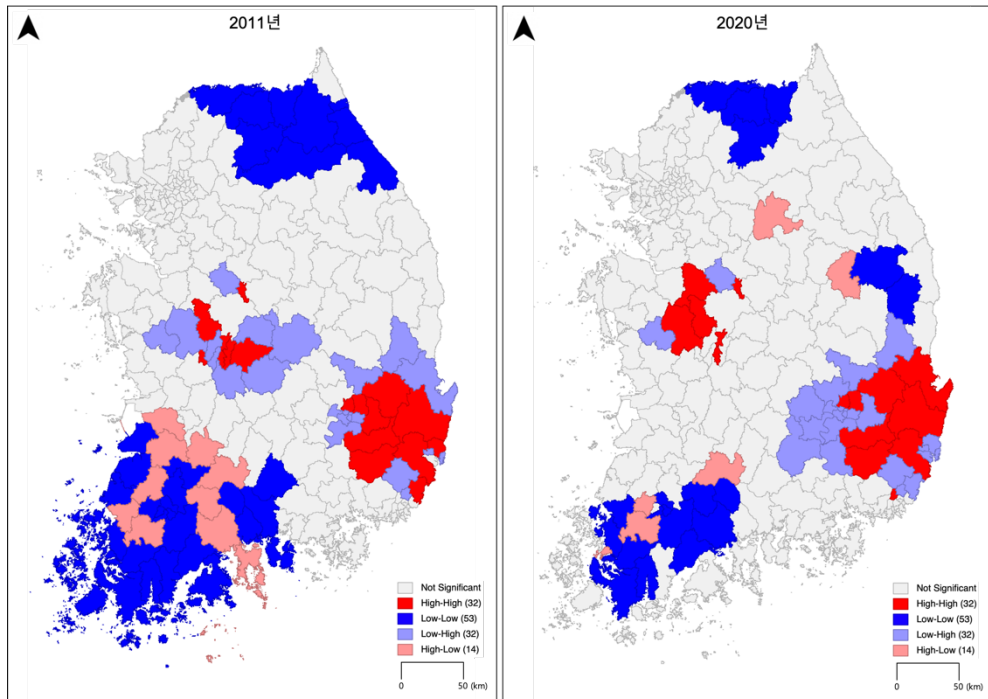 2011년
Not Significant
High-High (32)
Low-Low (53)
Low-High (32)
High-Low (14)
0 50 (km)
2020년
Not Significant
High-High (32)
Low-Low (53)
Low-High (32)
High-Low (14)
0 50 (km)